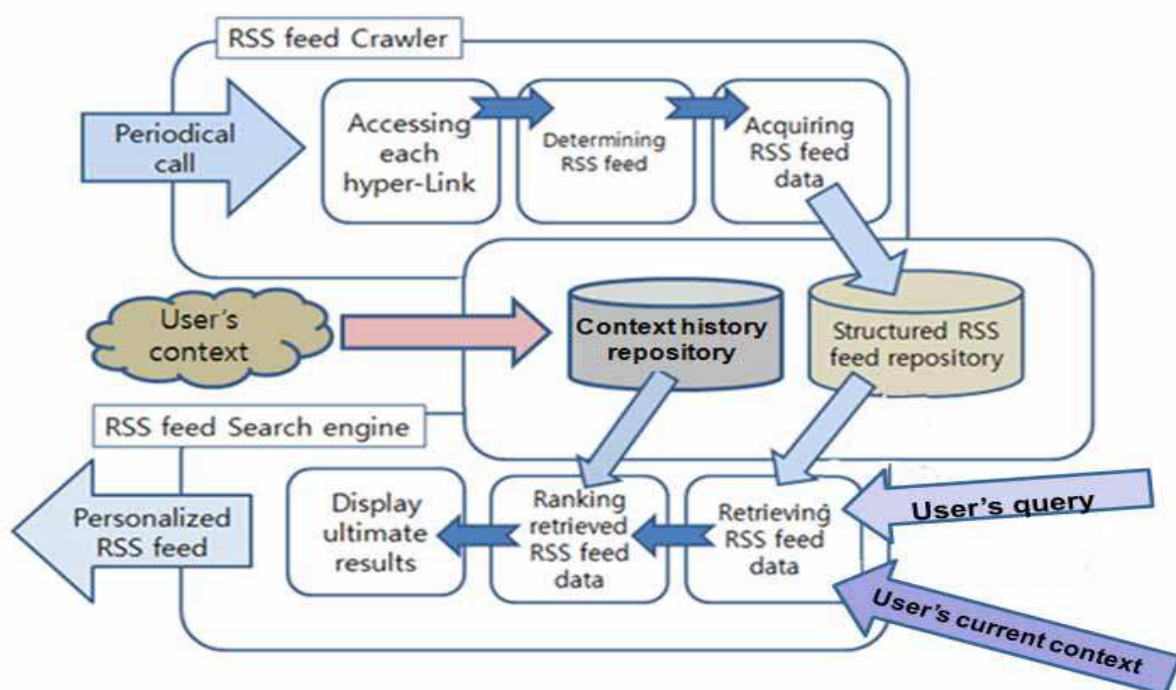 RSS feed Crawler
Periodical
call
Accessing
each
hyper-Link
Determining
RSS feed
Acquiring
RSS feed
data
User's
context
Context history
repository
Structured RSS
feed repository
RSS feed Search engine
Personalized
RSS feed
Display
ultimate
results
Ranking
retrieved
RSS feed
data
Retrieving
RSS feed
data
User's query
User's current context